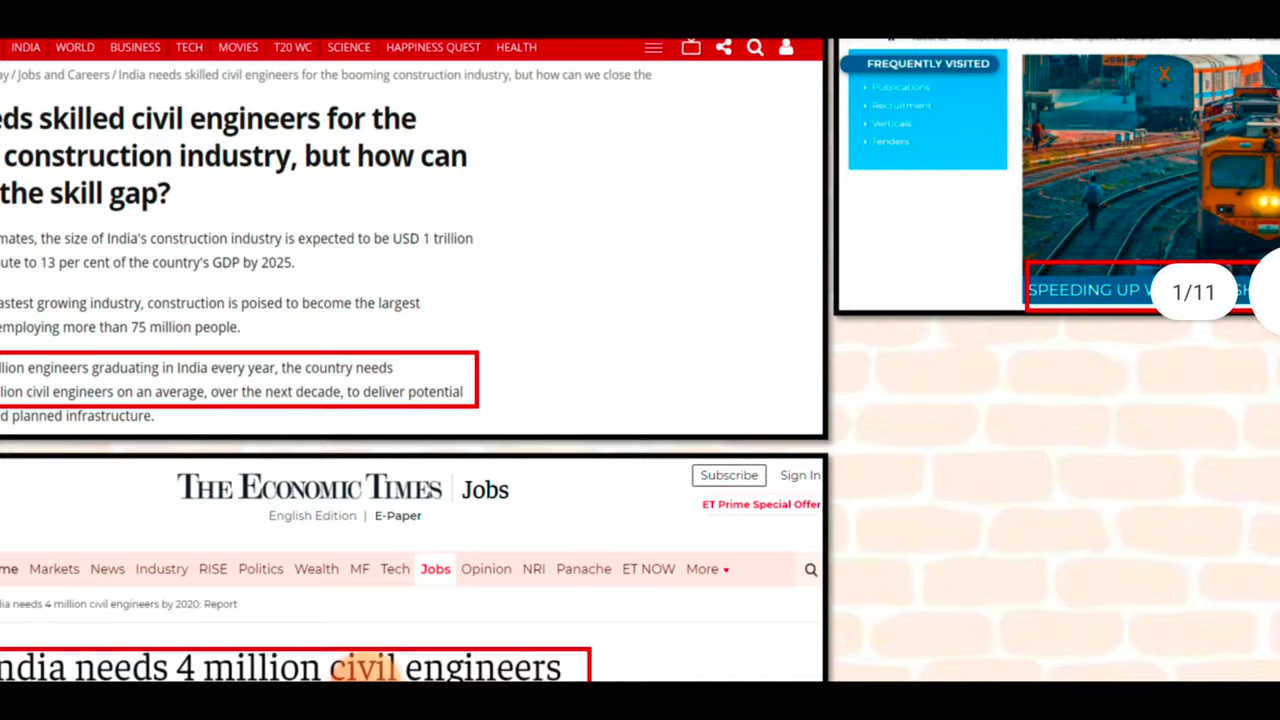 INDIA WORLD BUSINESS TECH MOVIES T20 WC SCIENCE HAPPINESS QUEST HEALTH
ay / Jobs and Careers / India needs skilled civil engineers for the booming construction industry, but how can we close the
eds skilled civil engineers for the
construction industry, but how can
the skill gap?
mates, the size of India's construction industry is expected to be USD 1 trillion
ute to 13 per cent of the country's GDP by 2025.
astest growing industry, construction is poised to become the largest
employing more than 75 million people.
llion engineers graduating in India every year, the country needs
lion civil engineers on an average, over the next decade, to deliver potential
d planned infrastructure.
THE ECONOMIC TIMES | Jobs
English Edition | E-Paper
Subscribe Sign In
ET Prime Special Offer
me Markets News Industry RISE Politics Wealth MF Tech Jobs Opinion NRI Panache ET NOW More
ia needs 4 million civil engineers by 2020: Report
ndia needs 4 million civil engineers
FREQUENTLY VISITED
Publications
Recruitment
Verticals
Tenders
SPEEDING UP
1/11